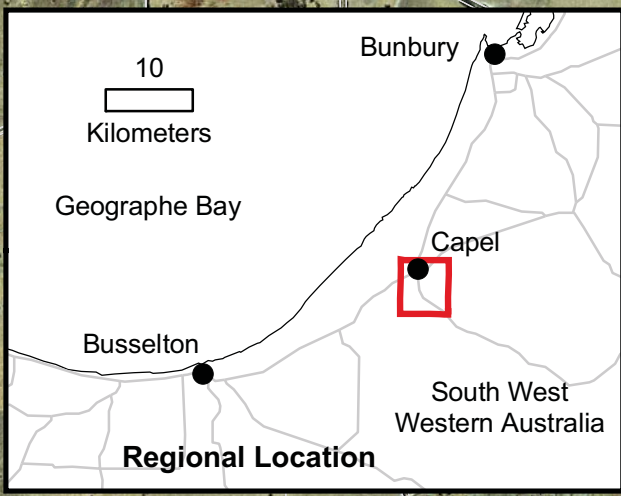 Bunbury
10
Kilometers
Geographe Bay
Capel
Busselton
South West
Western Australia
Regional Location